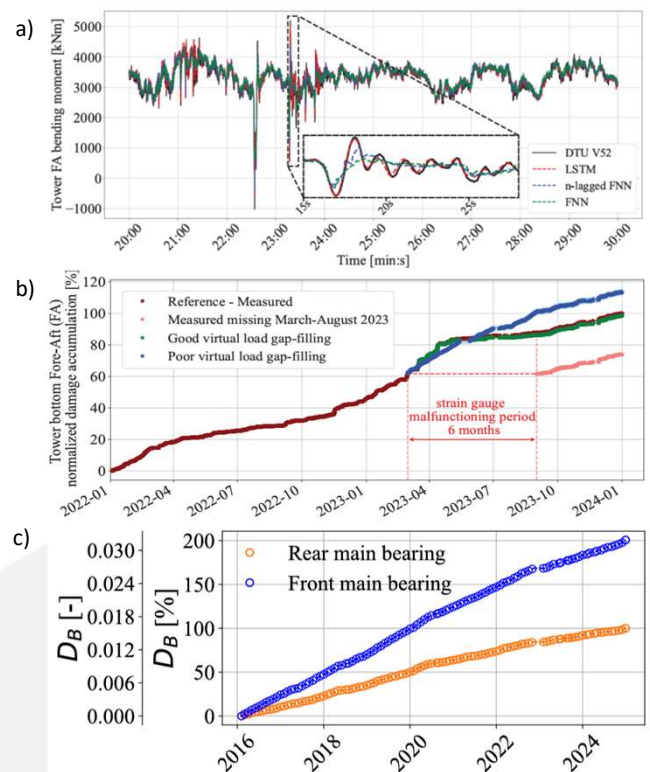 a)
Tower FA bending moment [kNm]
5000
4000
3000
2000
1000
0
−1000
15s
20s
25s
DTU V52
LSTM
n-lagged FNN
FNN
20:00
21:00
22:00
23:00
24:00
25:00
26:00
27:00
28:00
29:00
30:00
Time [min:s]
b)
Tower bottom Fore-Aft (FA)
normalized damage accumulation [%]
120
100
80
60
40
20
0
Reference - Measured
Measured missing March-August 2023
Good virtual load gap-filling
Poor virtual load gap-filling
strain gauge
malfunctioning period
6 months
2022-01
2022-04
2022-07
2022-10
2023-01
2023-04
2023-07
2023-10
2024-01
c)
D_B [-]
0.030
0.024
0.018
0.012
0.006
0.000
D_B [%]
200
150
100
50
0
Rear main bearing
Front main bearing
2016
2018
2020
2022
2024